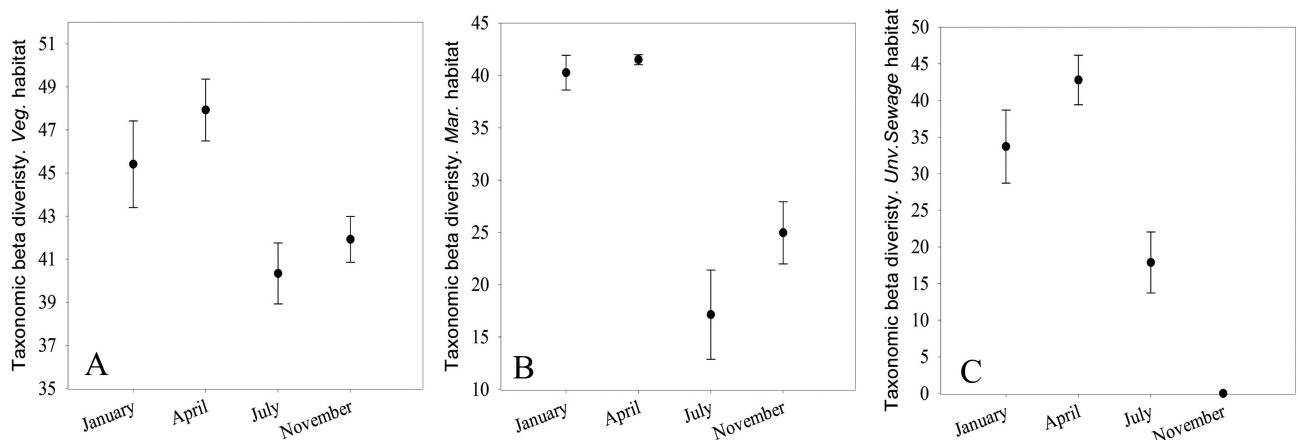 Taxonomic beta diveristy. Veg. habitat
51
49
47
45
43
41
39
37
35
A
January
April
July
November
Taxonomic beta diveristy. Mar. habitat
45
40
35
30
25
20
15
10
B
January
April
July
November
Taxonomic beta diveristy. Unv.Sewage habitat
50
45
40
35
30
25
20
15
10
5
0
C
January
April
July
November